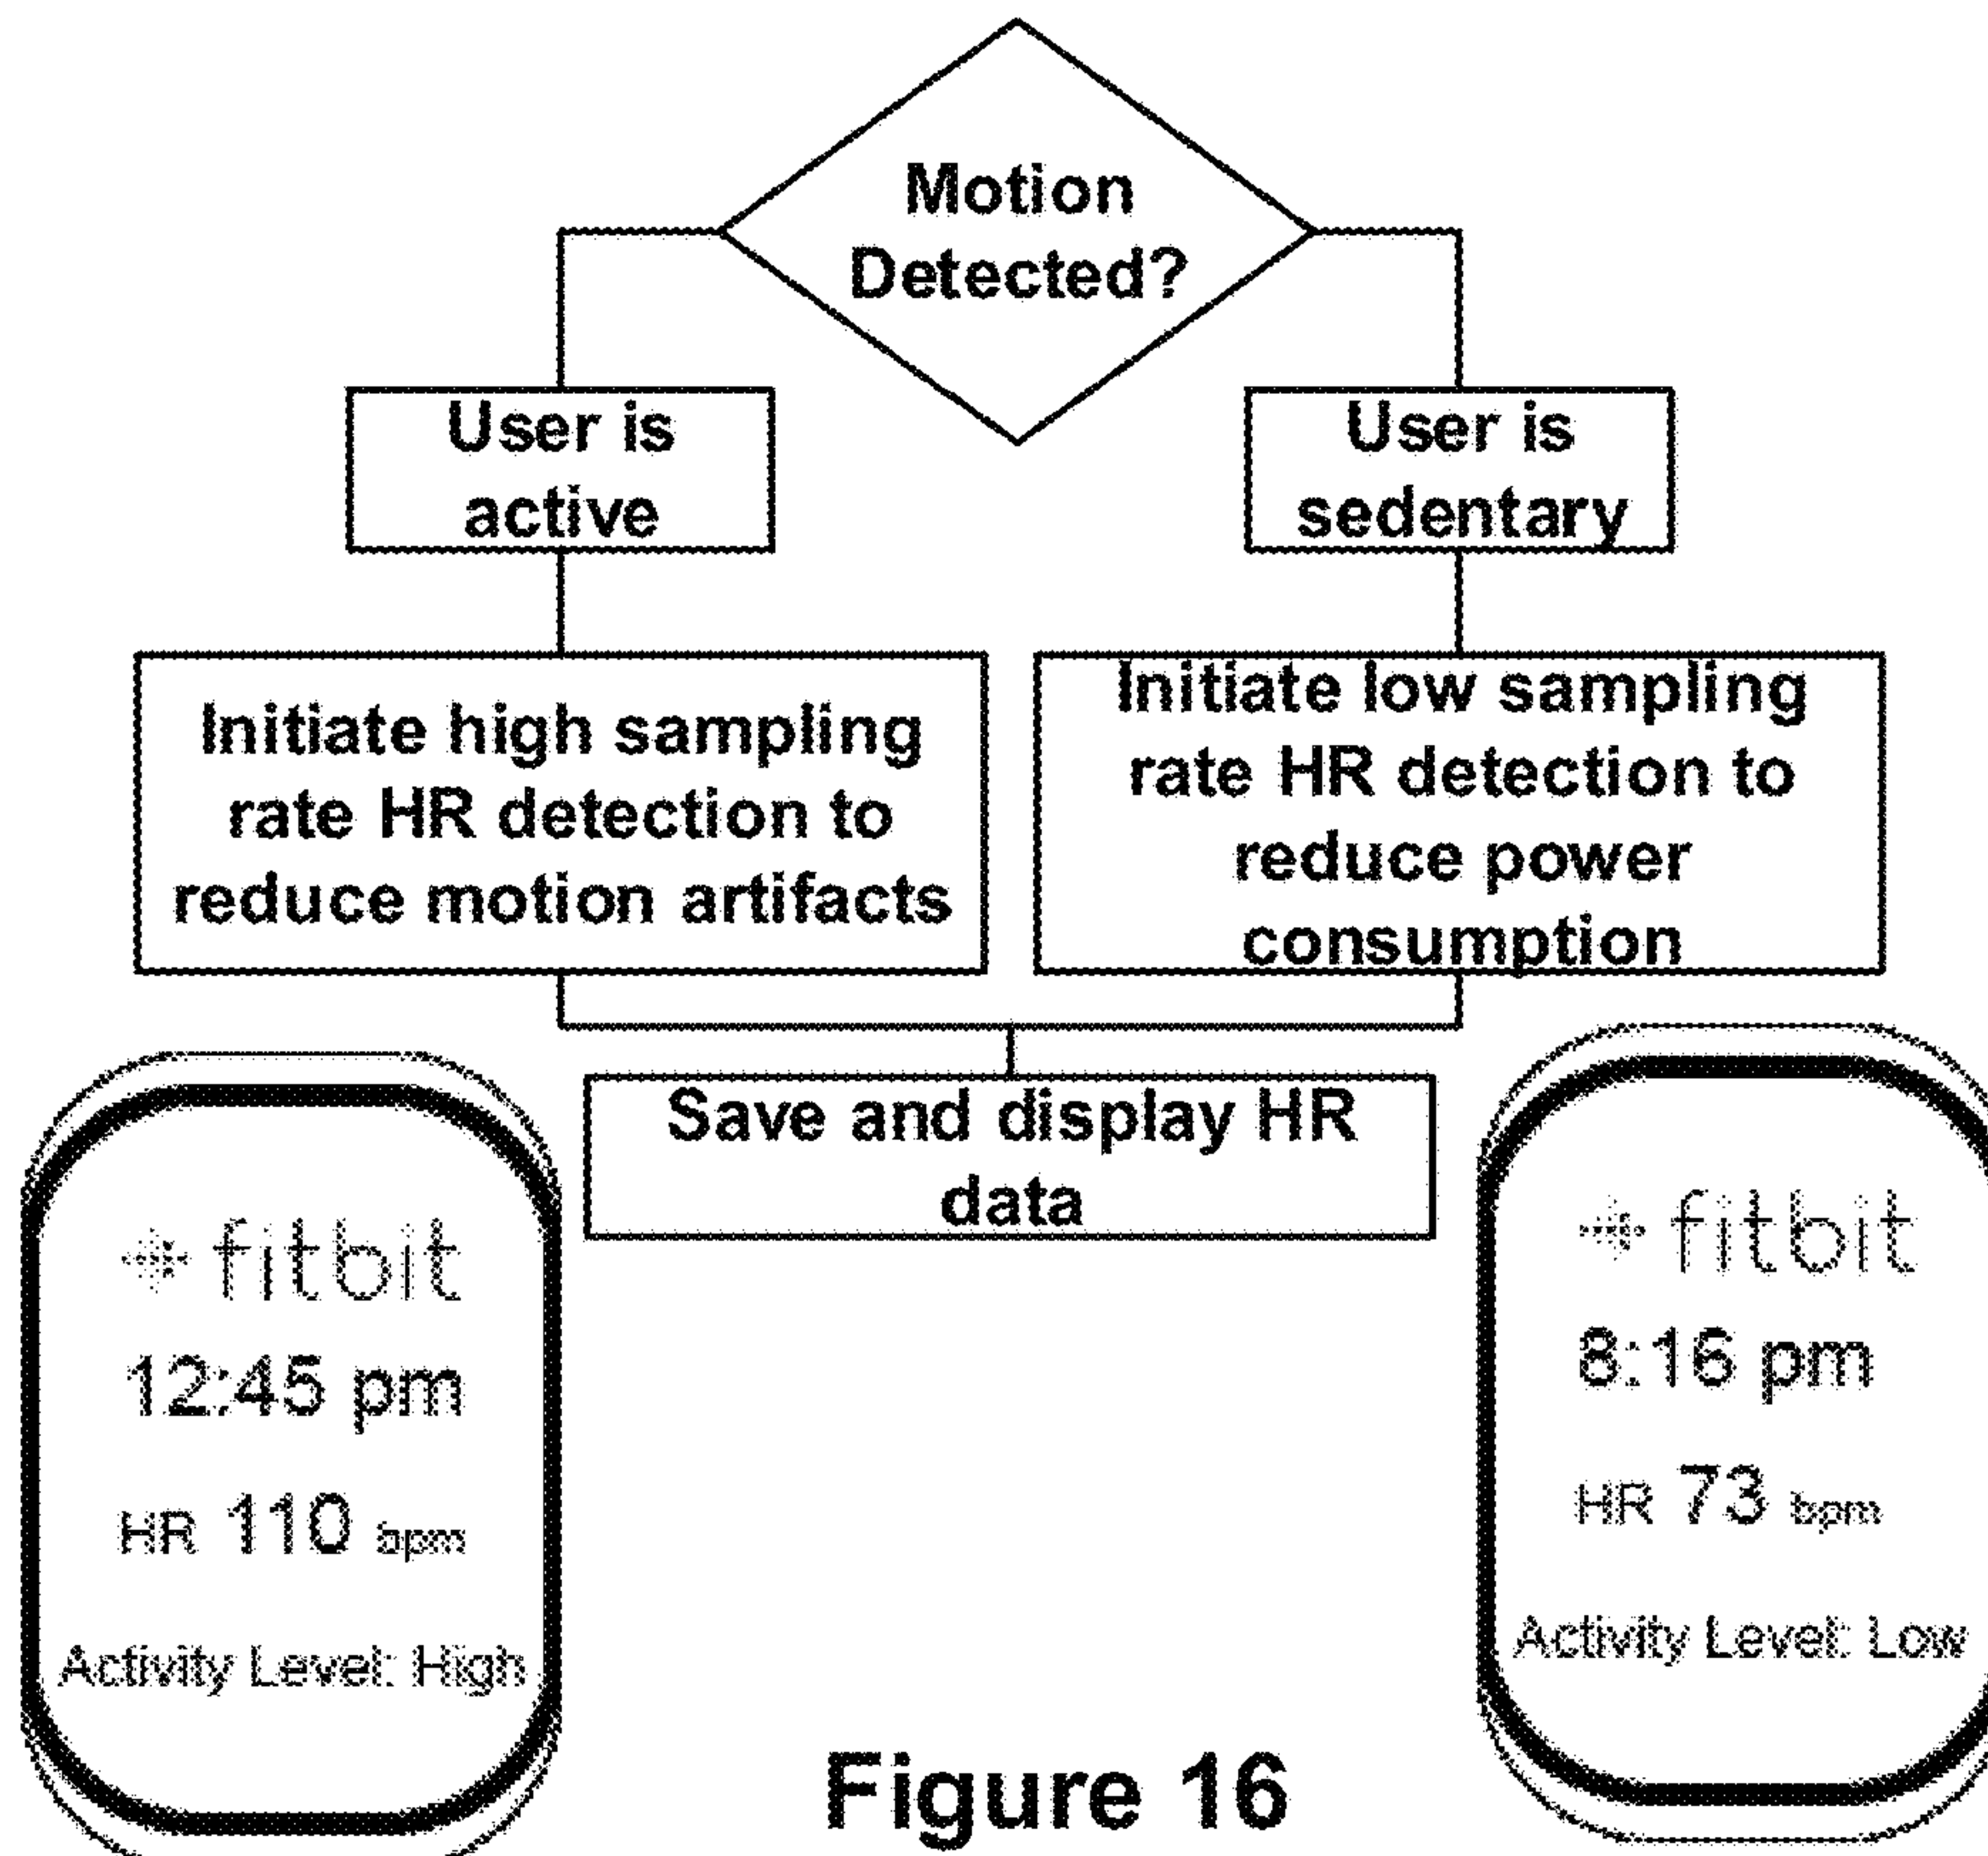 Motion
Detected?
User is
active
User is
sedentary
Initiate high sampling
rate HR detection to
reduce motion artifacts
Initiate low sampling
rate HR detection to
reduce power
consumption
Save and display HR
data
fitbit
12:45 pm
HR 110 bpm
Activity Level: High
fitbit
8:16 pm
HR 73 bpm
Activity Level: Low
Figure 16